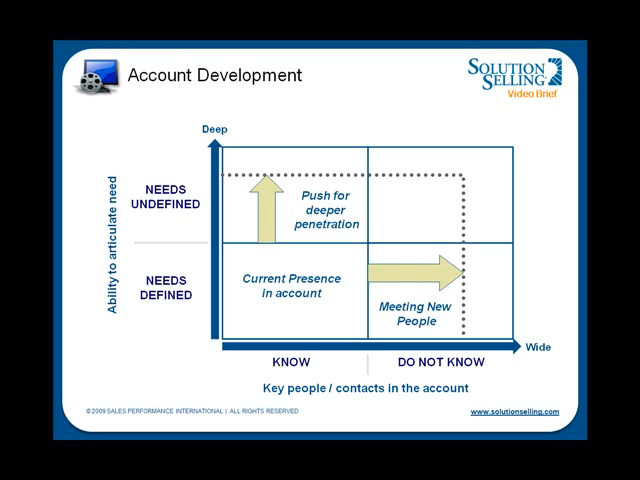 Account Development
SOLUTION
SELLING
Video Brief
Deep
Ability to articulate need
NEEDS
UNDEFINED
Push for
deeper
penetration
NEEDS
DEFINED
Current Presence
in account
Meeting New
People
Wide
KNOW
DO NOT KNOW
Key people / contacts in the account
© 2009 SALES PERFORMANCE INTERNATIONAL | ALL RIGHTS RESERVED
www.solutionselling.com